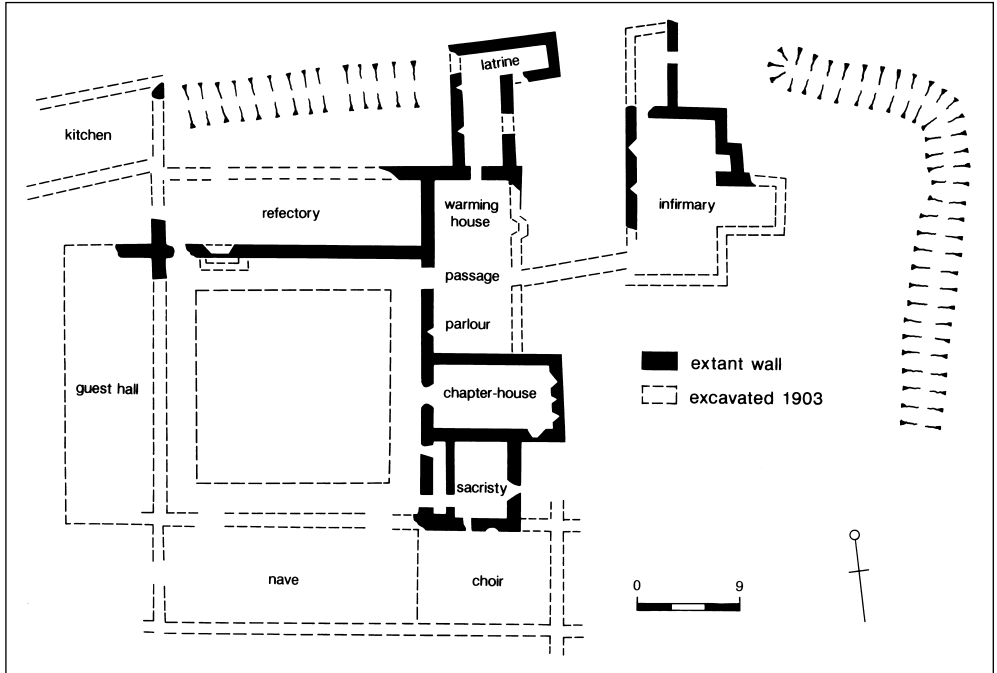 latrine
kitchen
refectory
warming
house
infirmary
passage
parlour
guest hall
chapter-house
extant wall
excavated 1903
sacristy
nave
choir
0 9